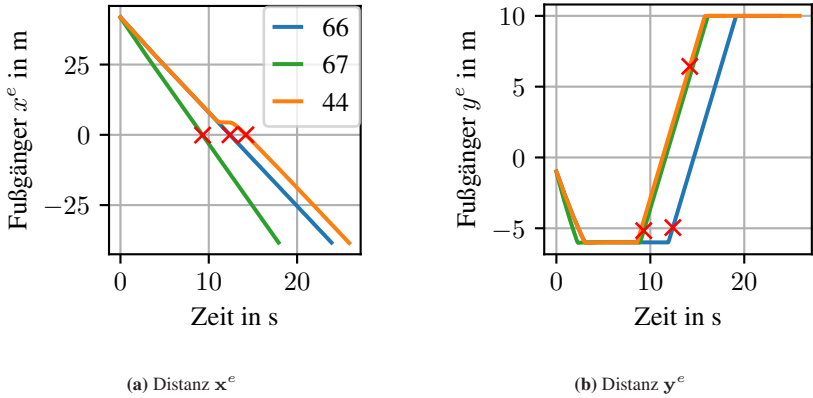 Fußgänger x^e in m
25
0
−25
0
10
20
Zeit in s
66
67
44
(a) Distanz x^e
Fußgänger y^e in m
10
5
0
−5
0
10
20
Zeit in s
(b) Distanz y^e